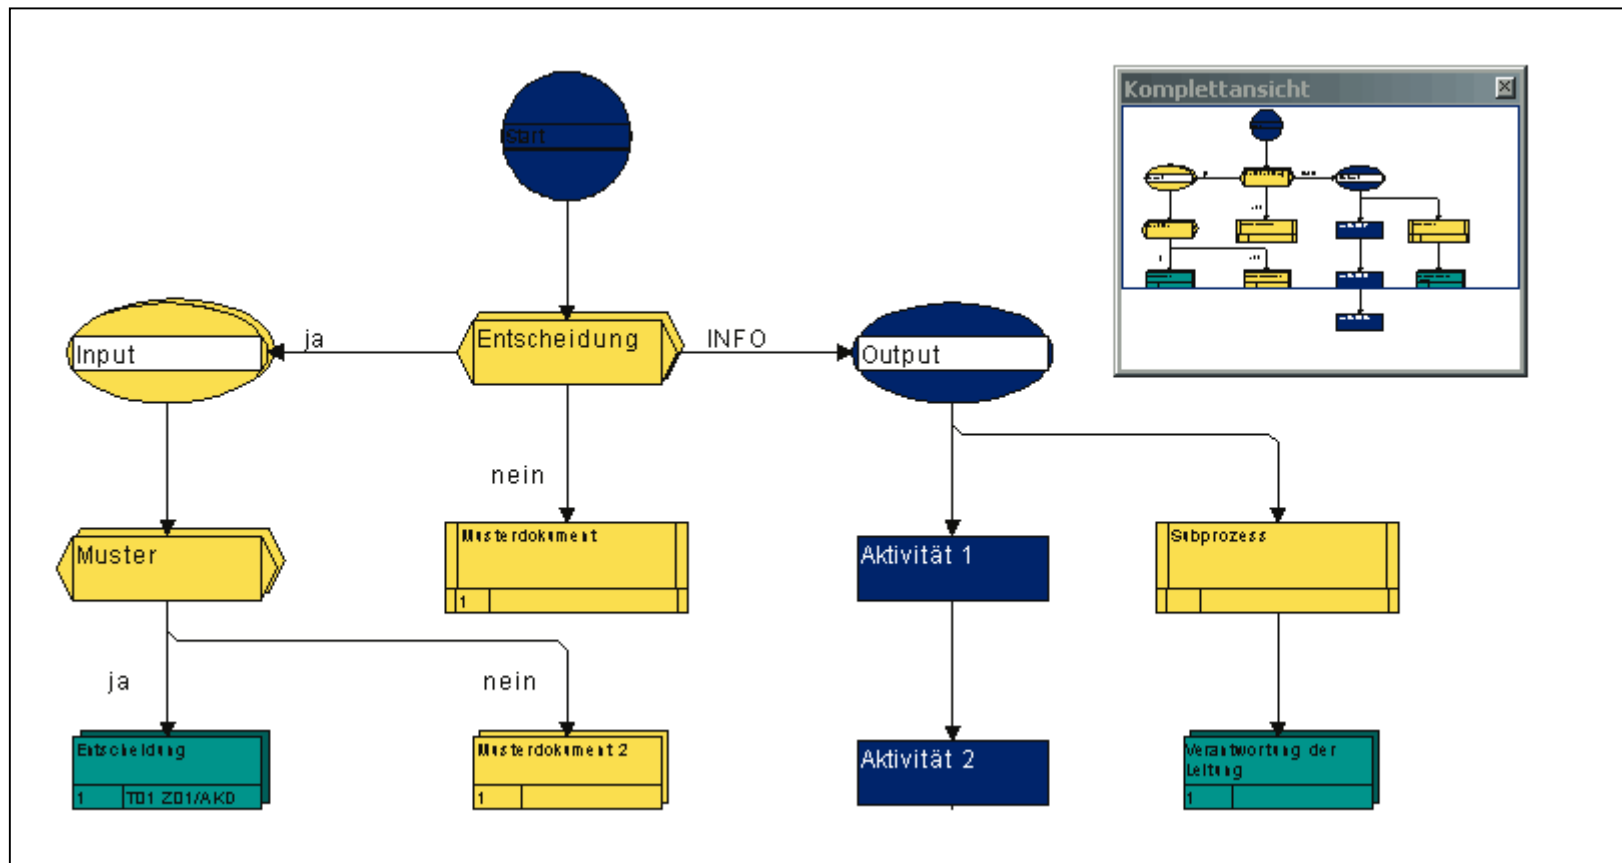 Komplettansicht
Start
ja
Input
Entscheidung
INFO
Output
nein
Muster
Musterdokument
1
Aktivität 1
Subprozess
ja
nein
Entscheidung
1 T01 Z01/AKD
Musterdokument 2
1
Aktivität 2
Verantwortung der
Leitung
1